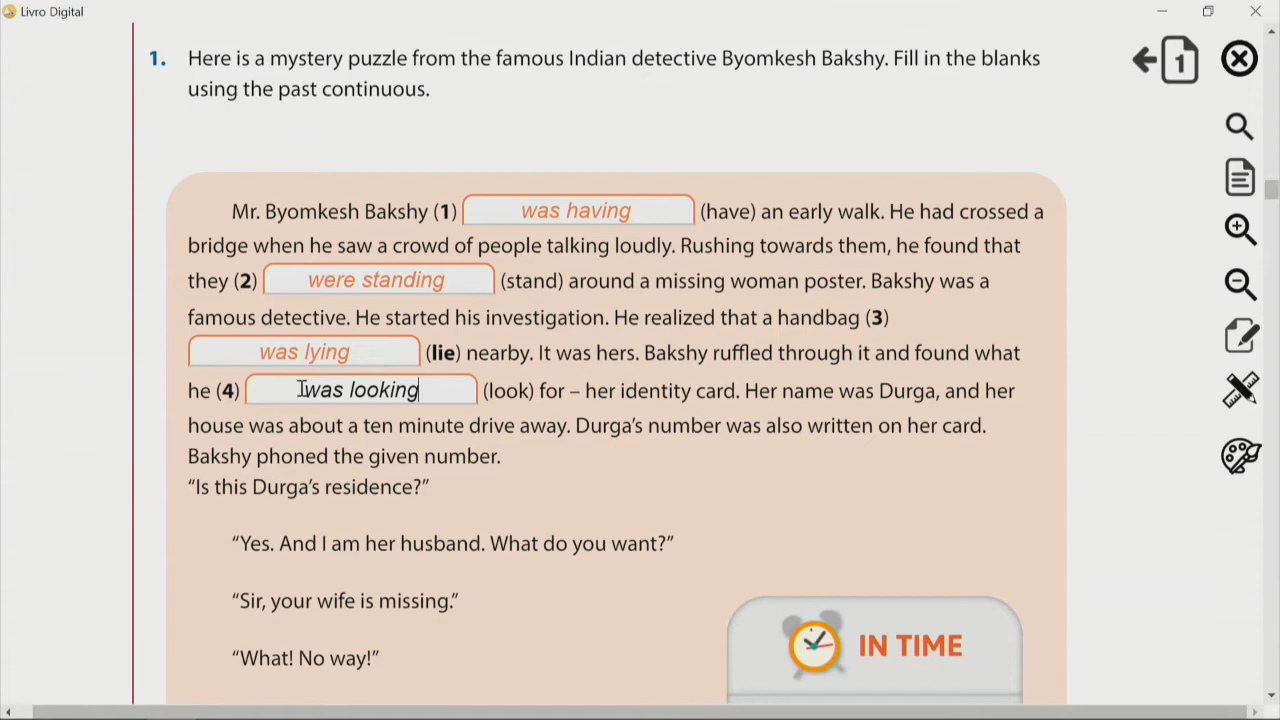 Livro Digital
1. Here is a mystery puzzle from the famous Indian detective Byomkesh Bakshy. Fill in the blanks
using the past continuous.
1
Mr. Byomkesh Bakshy (1) was having (have) an early walk. He had crossed a
bridge when he saw a crowd of people talking loudly. Rushing towards them, he found that
they (2) were standing (stand) around a missing woman poster. Bakshy was a
famous detective. He started his investigation. He realized that a handbag (3)
was lying (lie) nearby. It was hers. Bakshy ruffled through it and found what
he (4) was looking (look) for – her identity card. Her name was Durga, and her
house was about a ten minute drive away. Durga’s number was also written on her card.
Bakshy phoned the given number.
“Is this Durga’s residence?”
“Yes. And I am her husband. What do you want?”
“Sir, your wife is missing.”
“What! No way!”
IN TIME